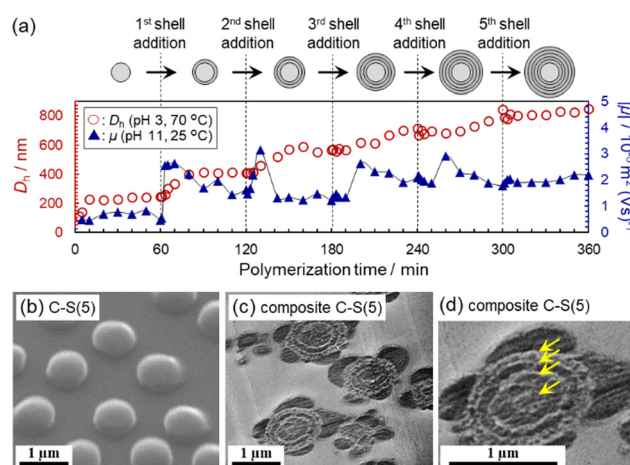 (a)
1st shell addition
2nd shell addition
3rd shell addition
4th shell addition
5th shell addition
: Dh (pH 3, 70 ºC)
: μ (pH 11, 25 ºC)
Dh / nm
800
600
400
200
0
5
4
3
2
1
0
|μ| / 10-8 m2 (Vs)-1
0
60
120
180
240
300
360
Polymerization time / min
(b) C-S(5)
1 μm
(c) composite C-S(5)
1 μm
(d) composite C-S(5)
1 μm